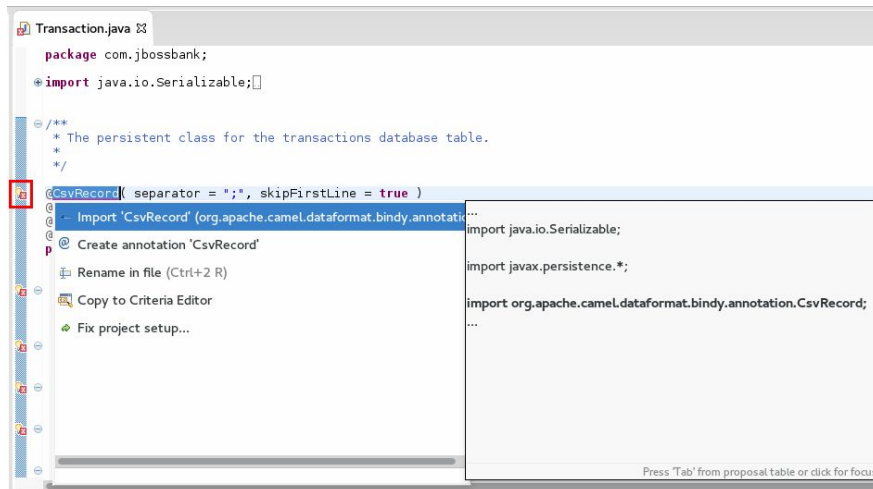 Transaction.java
package com.jbossbank;
import java.io.Serializable;
/**
* The persistent class for the transactions database table.
*
*/
@CsvRecord( separator = ";", skipFirstLine = true )
@
@
@
p
Import 'CsvRecord' (org.apache.camel.dataformat.bindy.annotatio
Create annotation 'CsvRecord'
Rename in file (Ctrl+2 R)
Copy to Criteria Editor
Fix project setup...
...
import java.io.Serializable;
import javax.persistence.*;
import org.apache.camel.dataformat.bindy.annotation.CsvRecord;
...
Press 'Tab' from proposal table or click for focus